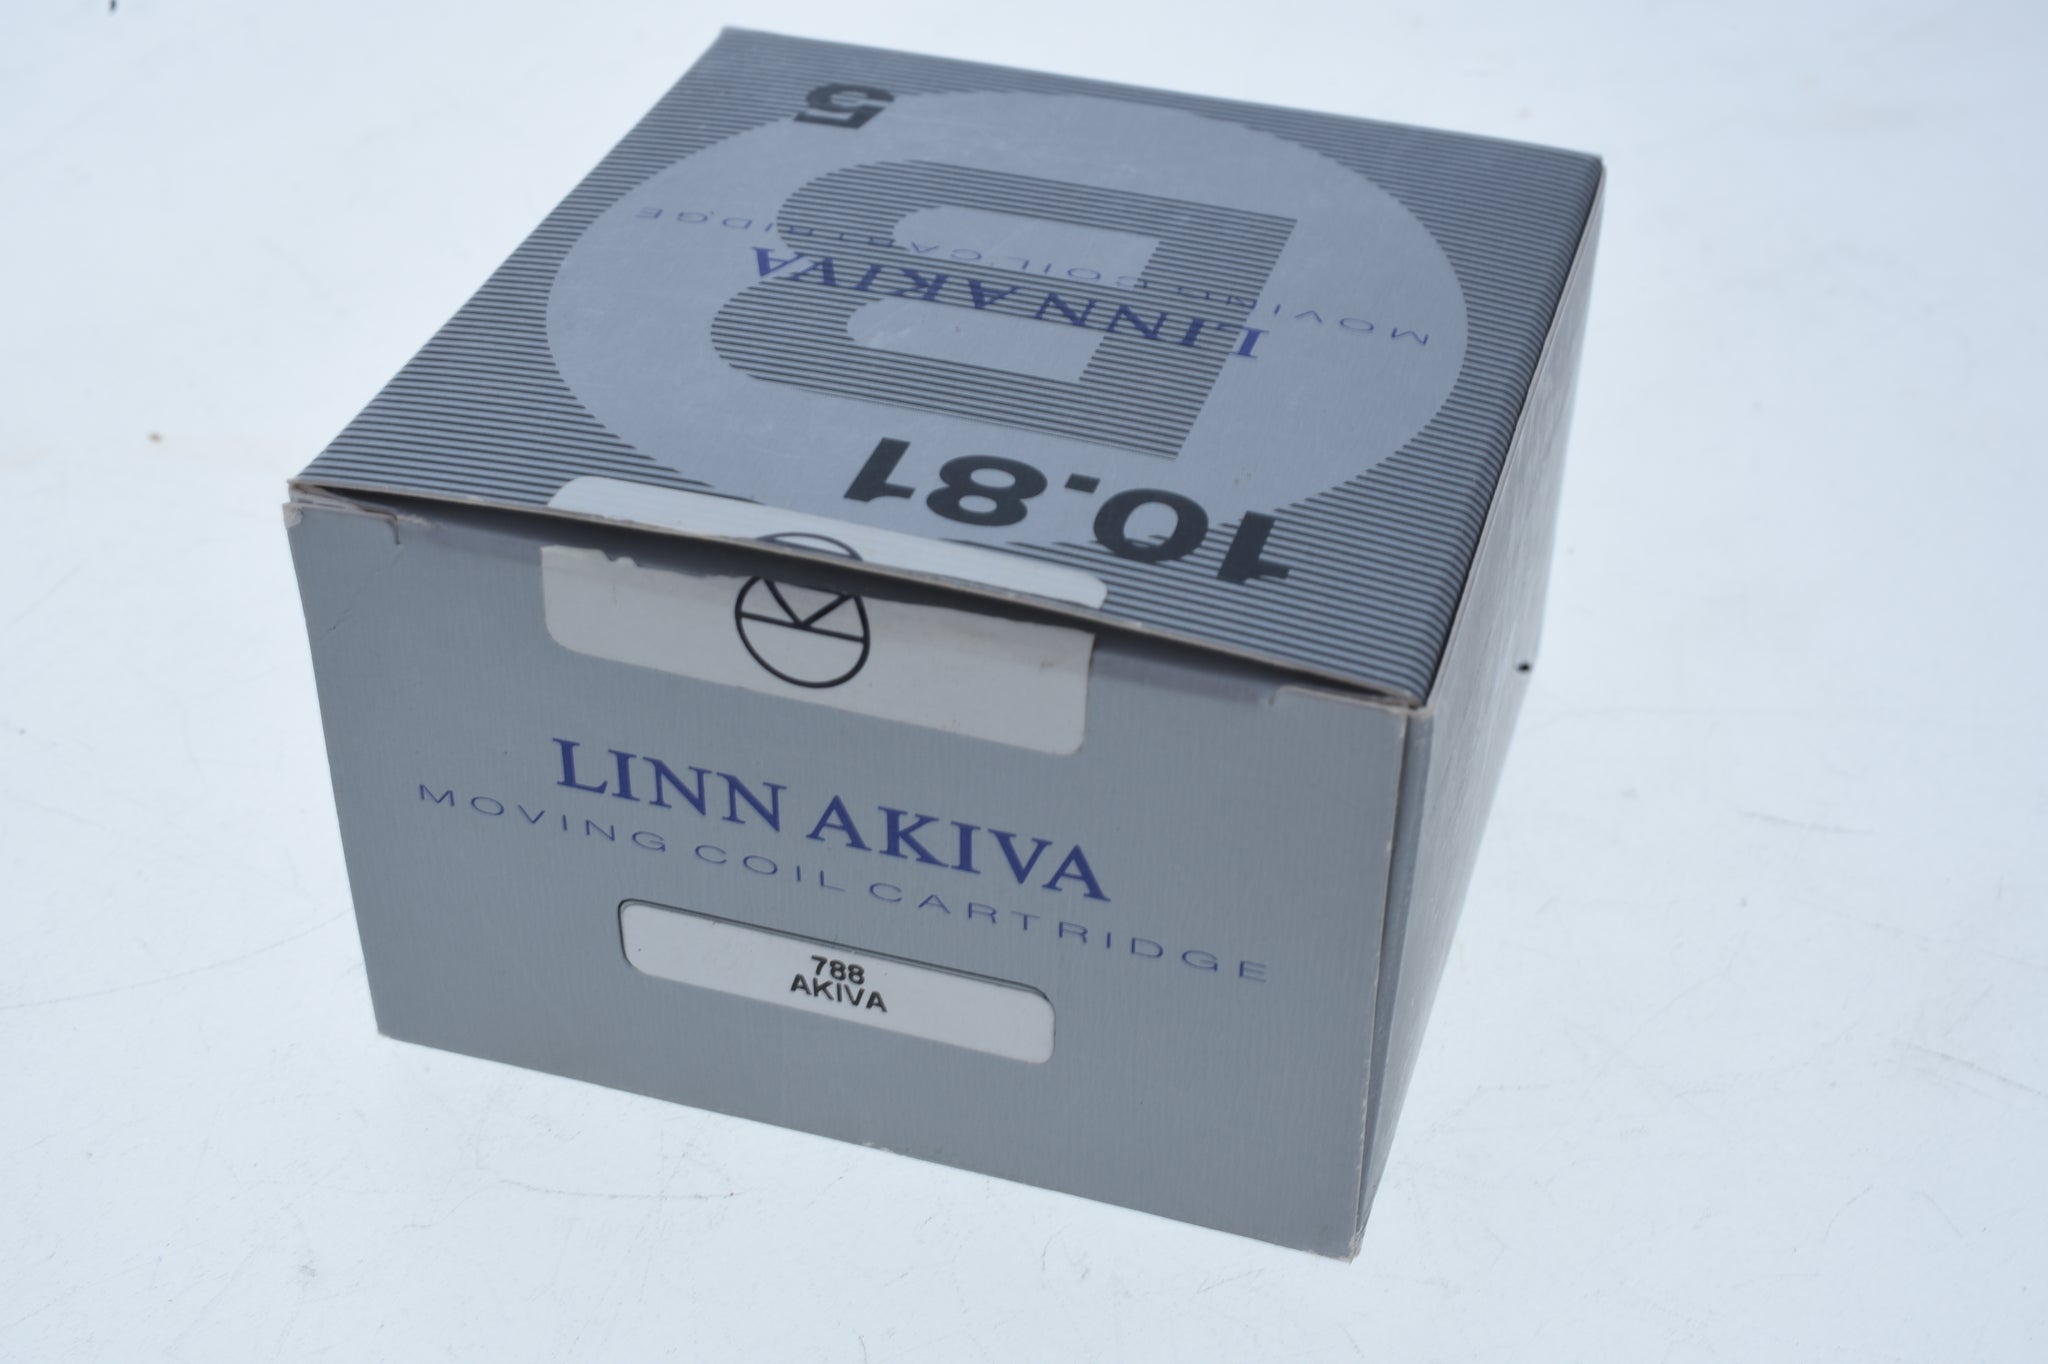 5
B
MOVING COIL CARTRIDGE
LINN AKIVA
10.81
LINN AKIVA
MOVING COIL CARTRIDGE
788
AKIVA